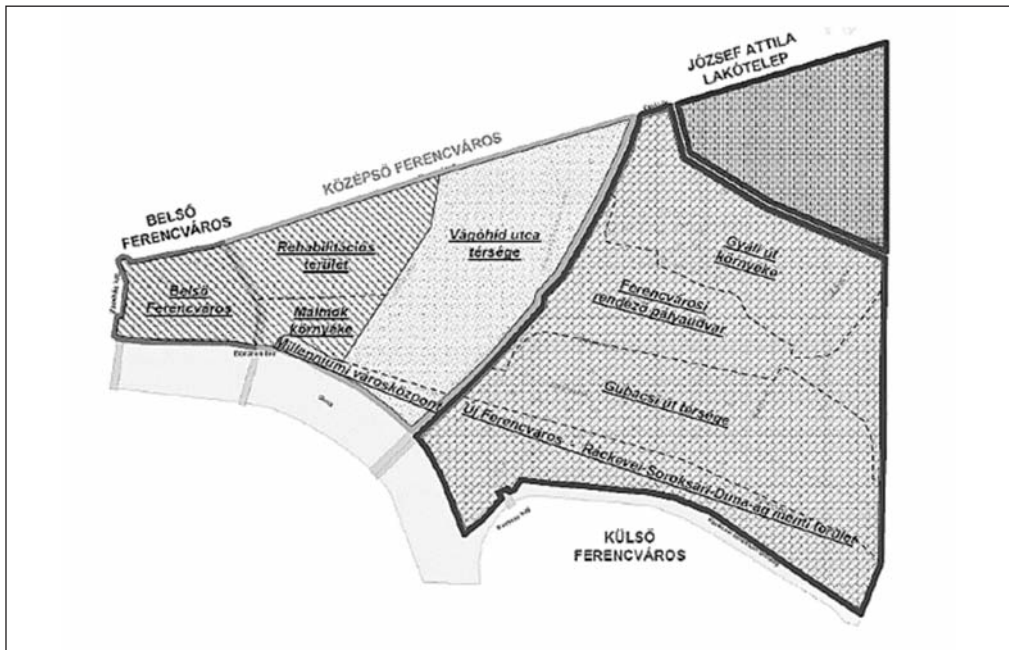 JÓZSEF ATTILA
LAKÓTELEP
KÖZÉPSŐ FERENCVÁROS
BELSŐ
FERENCVÁROS
Vágóhíd utca
térsége
Rehabilitációs
terület
Gyáli út
környéke
Belső
Ferencváros
Malmok
környéke
Ferencvárosi
rendező pályaudvar
Millenniumi városközpont
Gubacsi út térsége
Új Ferencváros - Ráckevei-Soroksári-Duna-ág menti terület
KÜLSŐ
FERENCVÁROS